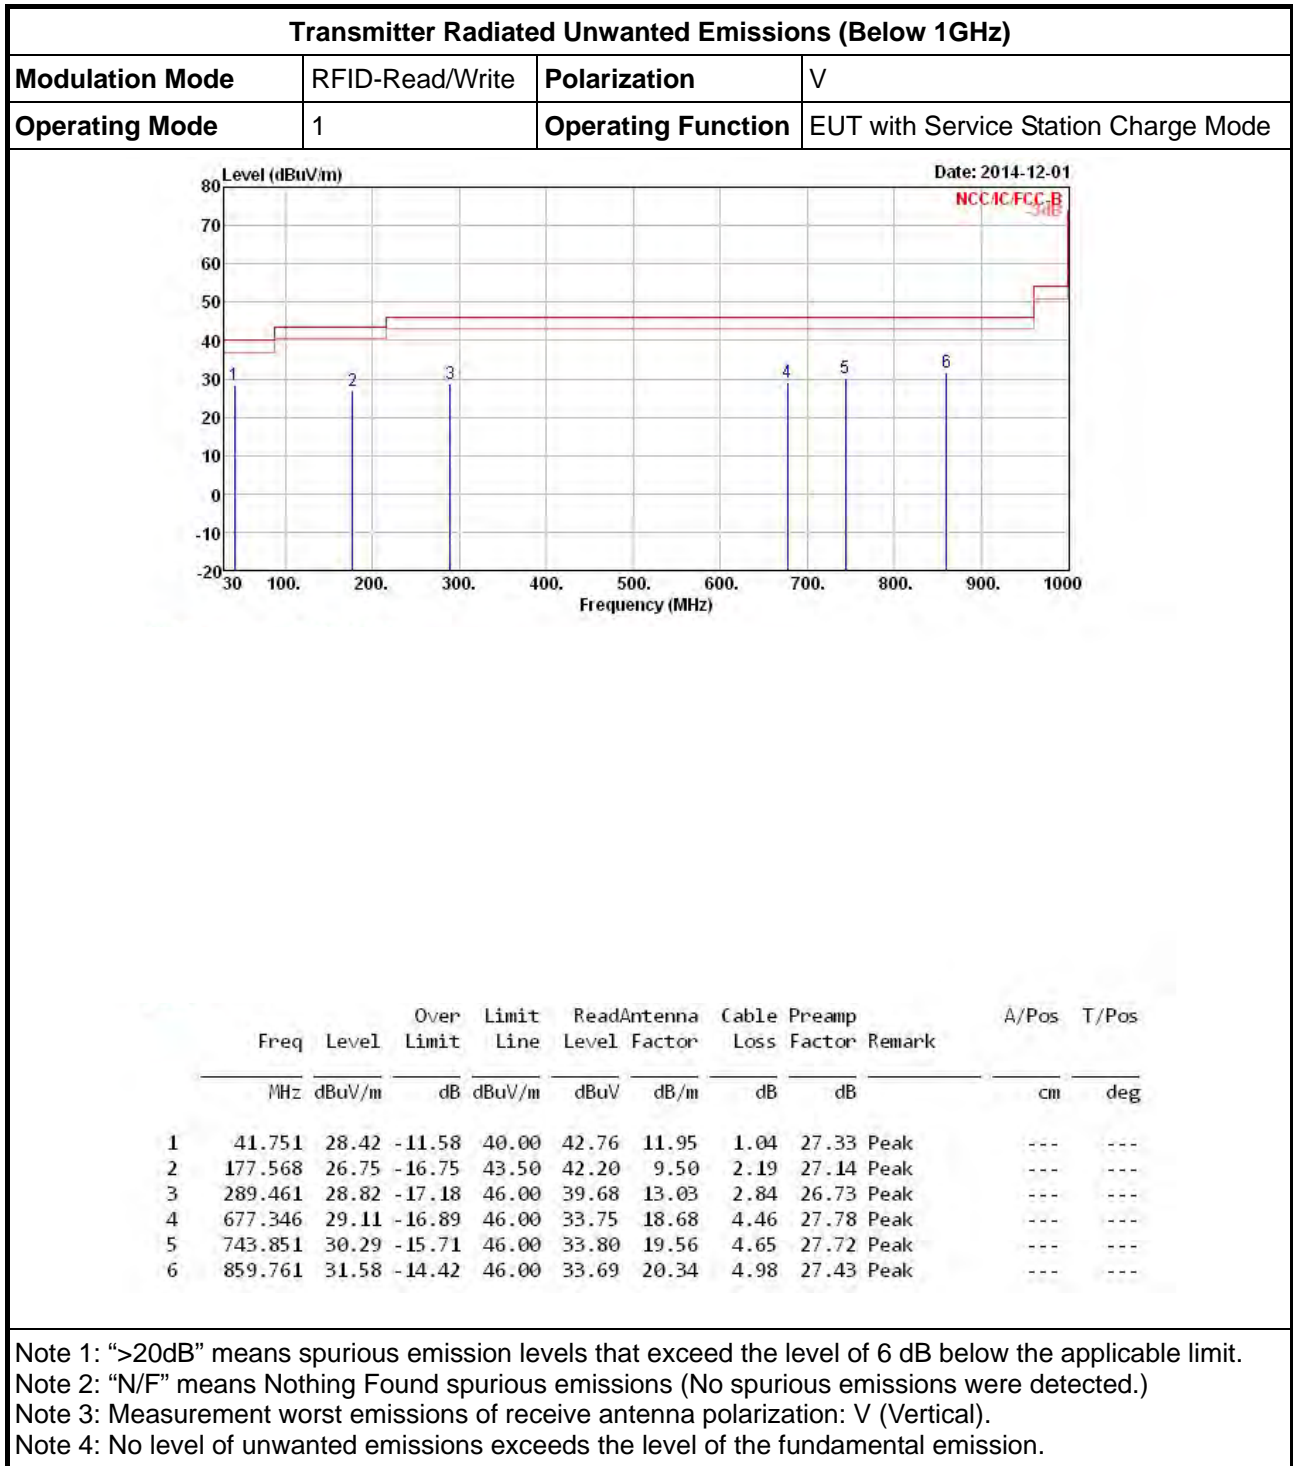 Transmitter Radiated Unwanted Emissions (Below 1GHz)
Modulation Mode RFID-Read/Write Polarization V
Operating Mode 1 Operating Function EUT with Service Station Charge Mode
Level (dBuV/m) Date: 2014-12-01
80
NCC/IC/FCC-B
-3dB
70
60
50
40
30
20
10
0
-10
-20
1 2 3 4 5 6
30 100. 200. 300. 400. 500. 600. 700. 800. 900. 1000
Frequency (MHz)
Over Limit ReadAntenna Cable Preamp A/Pos T/Pos
Freq Level Limit Line Level Factor Loss Factor Remark
MHz dBuV/m dB dBuV/m dBuV dB/m dB dB cm deg
1 41.751 28.42 -11.58 40.00 42.76 11.95 1.04 27.33 Peak --- ---
2 177.568 26.75 -16.75 43.50 42.20 9.50 2.19 27.14 Peak --- ---
3 289.461 28.82 -17.18 46.00 39.68 13.03 2.84 26.73 Peak --- ---
4 677.346 29.11 -16.89 46.00 33.75 18.68 4.46 27.78 Peak --- ---
5 743.851 30.29 -15.71 46.00 33.80 19.56 4.65 27.72 Peak --- ---
6 859.761 31.58 -14.42 46.00 33.69 20.34 4.98 27.43 Peak --- ---
Note 1: “>20dB” means spurious emission levels that exceed the level of 6 dB below the applicable limit.
Note 2: “N/F” means Nothing Found spurious emissions (No spurious emissions were detected.)
Note 3: Measurement worst emissions of receive antenna polarization: V (Vertical).
Note 4: No level of unwanted emissions exceeds the level of the fundamental emission.